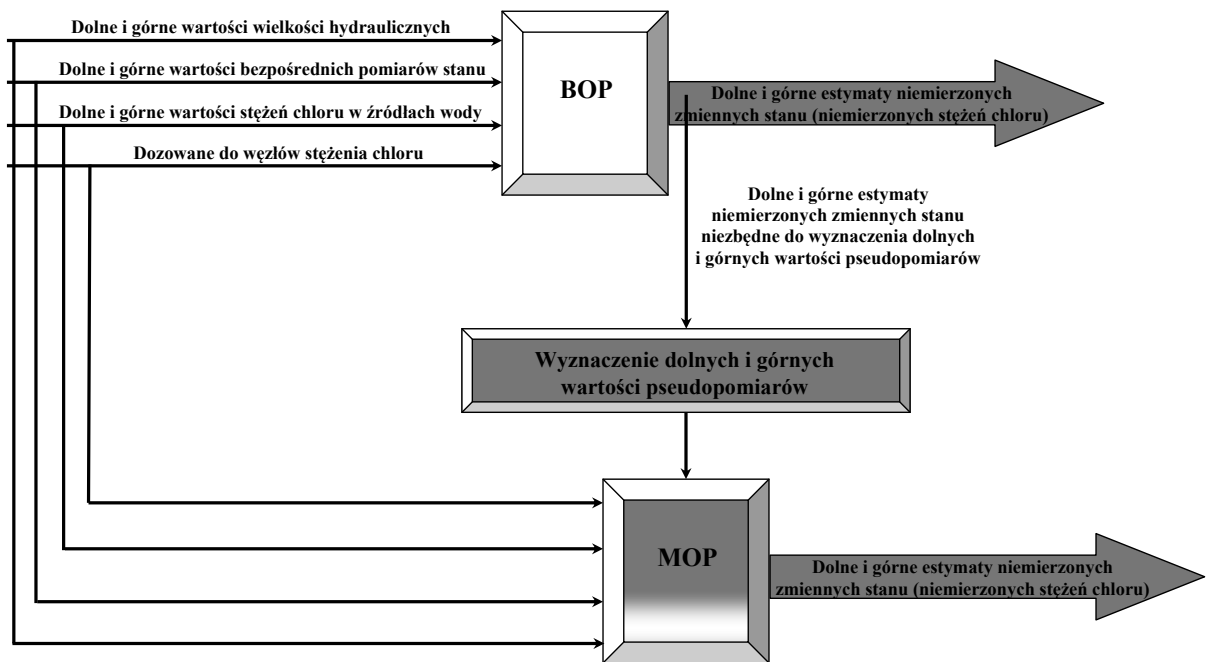 Dolne i górne wartości wielkości hydraulicznych
Dolne i górne wartości bezpośrednich pomiarów stanu
Dolne i górne wartości stężeń chloru w źródłach wody
Dozowane do węzłów stężenia chloru
BOP
Dolne i górne estymaty niemierzonych
zmiennych stanu (niemierzonych stężeń chloru)
Dolne i górne estymaty
niemierzonych zmiennych stanu
niezbędne do wyznaczenia dolnych
i górnych wartości pseudopomiarów
Wyznaczenie dolnych i górnych
wartości pseudopomiarów
MOP
Dolne i górne estymaty niemierzonych
zmiennych stanu (niemierzonych stężeń chloru)